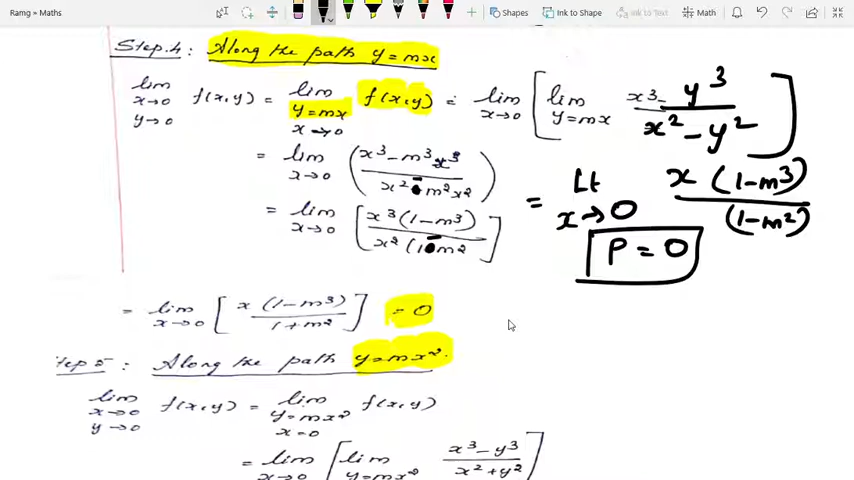 Ramg » Maths
Shapes Ink to Shape Ink to Text Math
Step.4: Along the path y = mx
lim x→0 y→0 f(x,y) = lim y=mx x→0 f(x,y) = lim x→0 [ lim y=mx x³ - y³ / x² - y² ]
= lim x→0 ( x³ - m³x³ / x² - m²x² )
= Lt x→0 x (1-m³) / (1-m²)
= lim x→0 [ x³ (1-m³) / x² (1-m² ]
P = 0
= lim x→0 [ x (1-m³) / 1+m² ] = 0
tep 5: Along the path y = mx².
lim x→0 y→0 f(x,y) = lim y=mx² x=0 f(x,y)
= lim x→0 [ lim y=mx² x³ - y³ / x² + y² ]